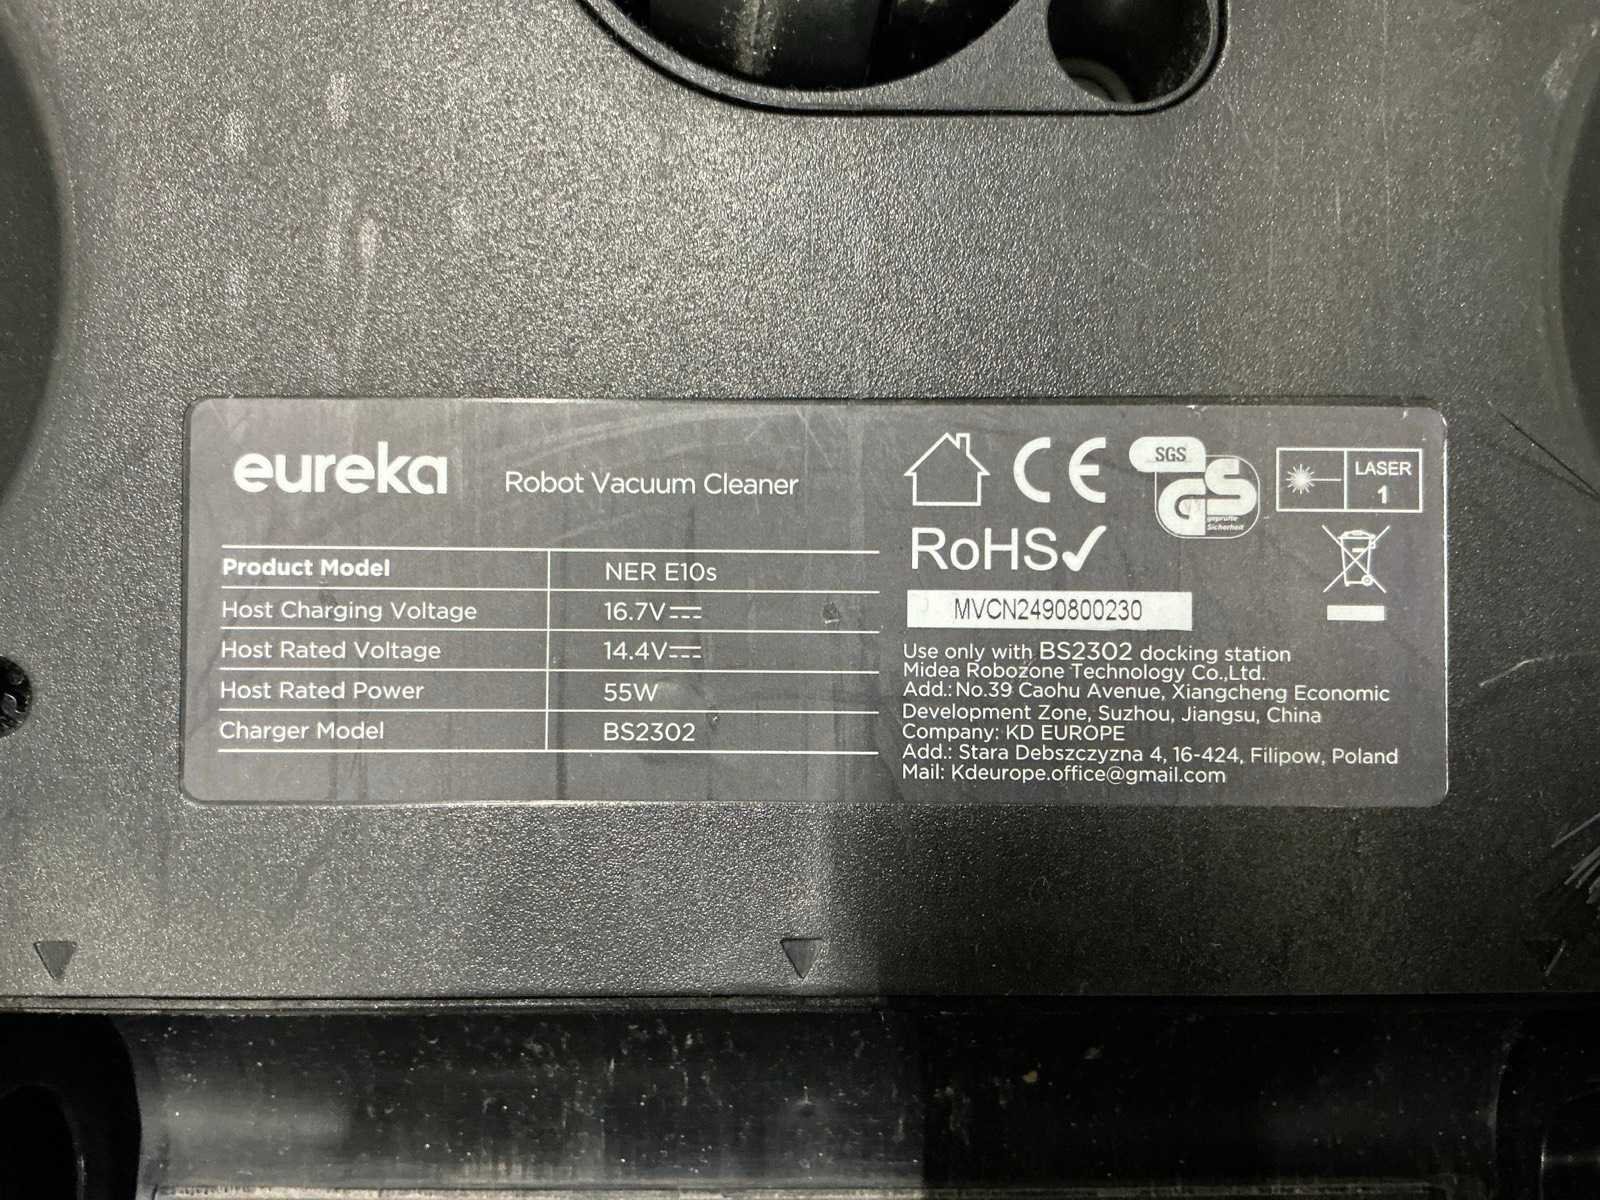 eureka
Robot Vacuum Cleaner
Product Model NER E10s
Host Charging Voltage 16.7V
Host Rated Voltage 14.4V
Host Rated Power 55W
Charger Model BS2302
CE
SGS
GS
geprüfte
Sicherheit
LASER
1
RoHS
MVCN2490800230
Use only with BS2302 docking station
Midea Robozone Technology Co.,Ltd.
Add.: No.39 Caohu Avenue, Xiangcheng Economic
Development Zone, Suzhou, Jiangsu, China
Company: KD EUROPE
Add.: Stara Debszczyzna 4, 16-424, Filipow, Poland
Mail: Kdeurope.office@gmail.com